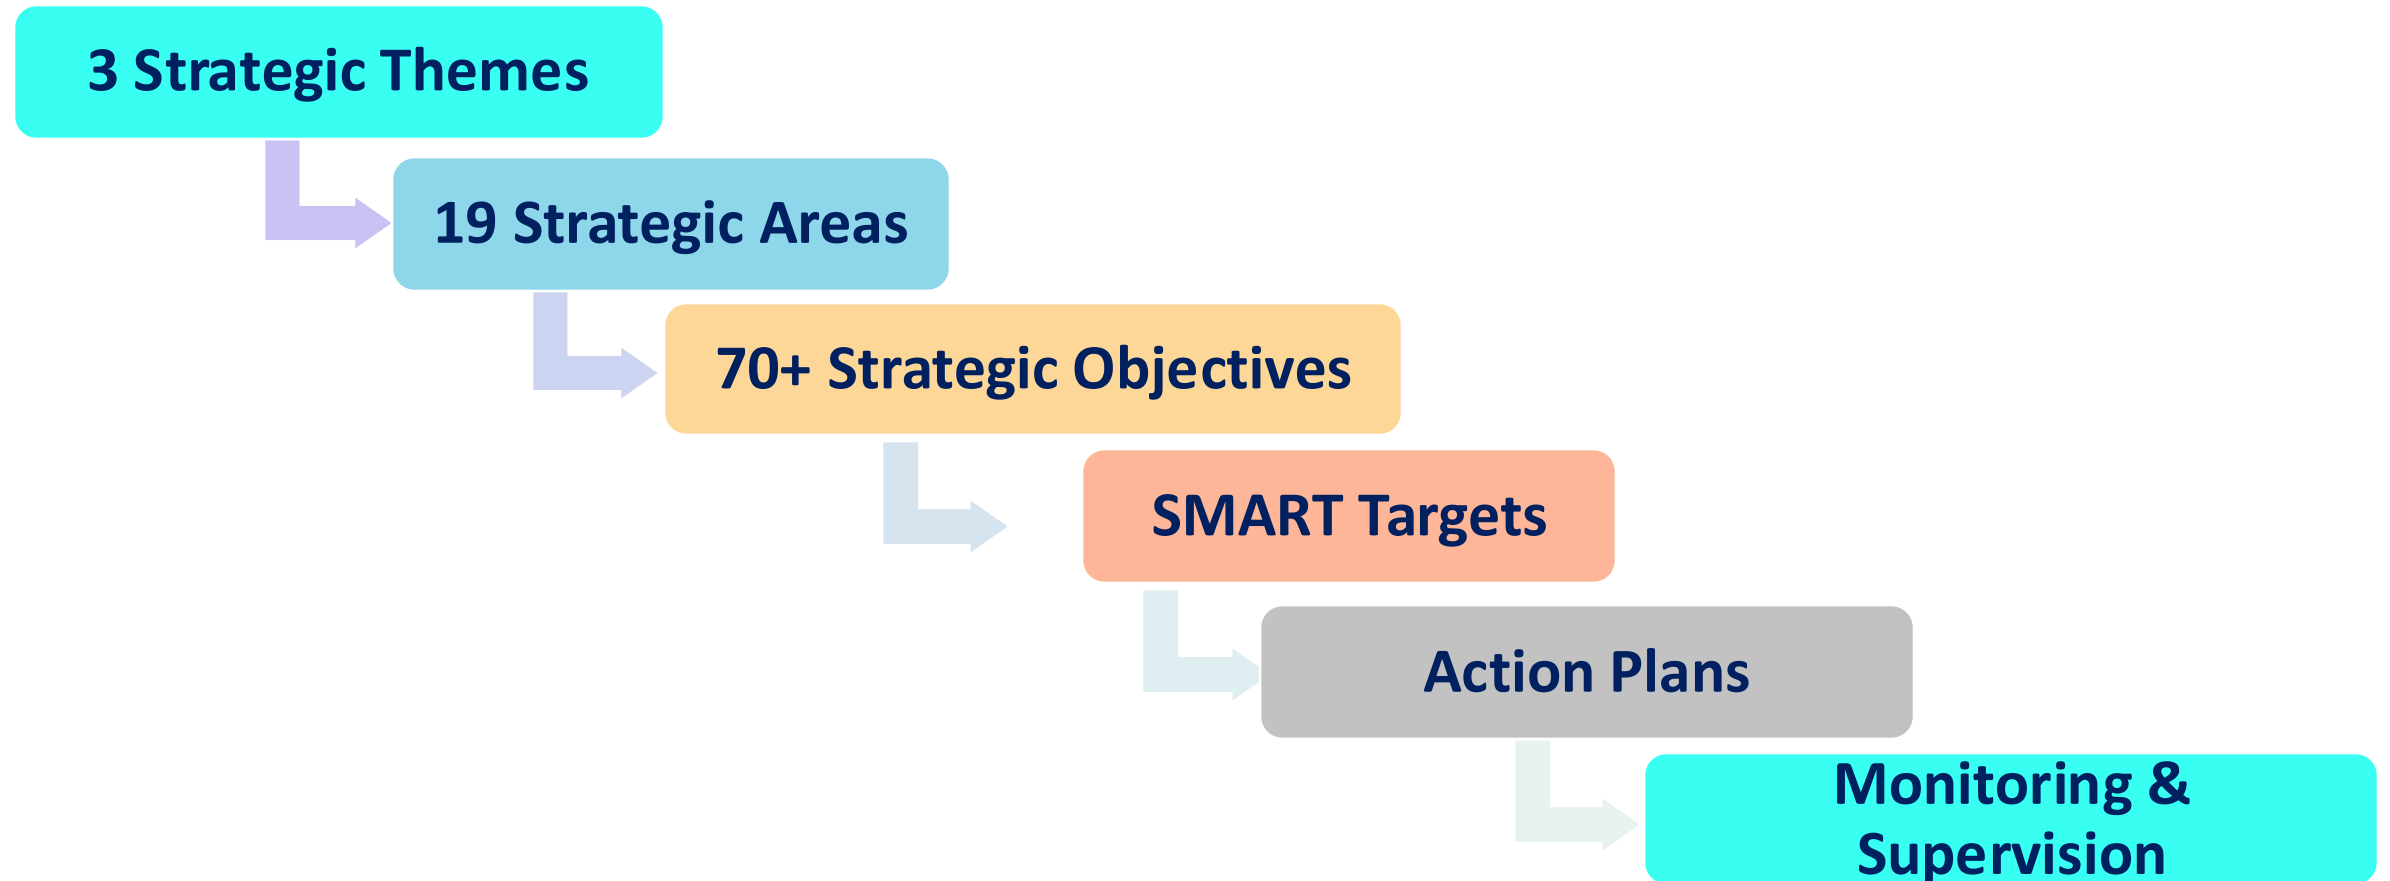 3 Strategic Themes
19 Strategic Areas
70+ Strategic Objectives
SMART Targets
Action Plans
Monitoring &
Supervision